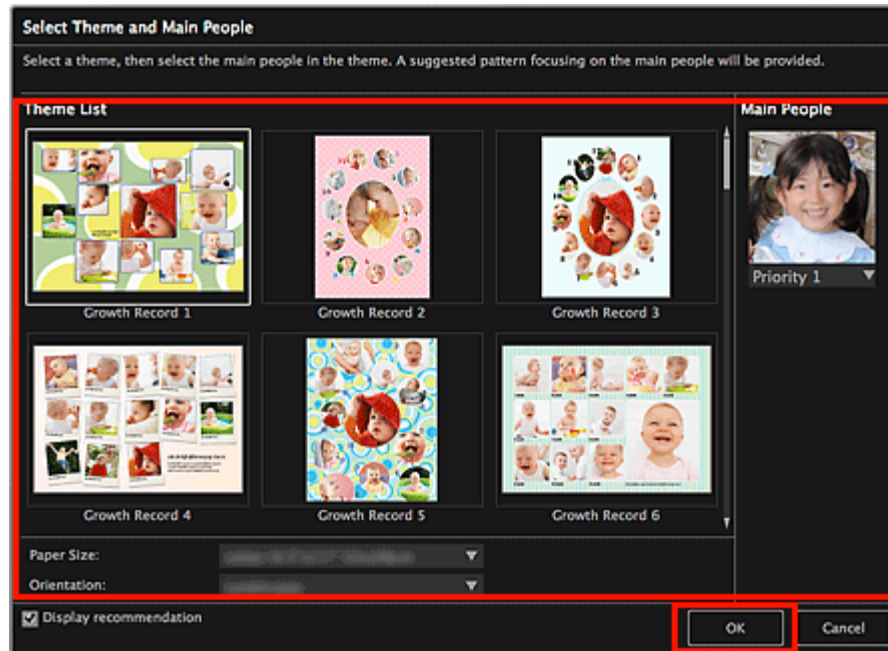 Select Theme and Main People
Select a theme, then select the main people in the theme. A suggested pattern focusing on the main people will be provided.
Theme List
Main People
Priority 1
Growth Record 1
Growth Record 2
Growth Record 3
Growth Record 4
Growth Record 5
Growth Record 6
Paper Size:
Orientation:
Display recommendation
OK
Cancel